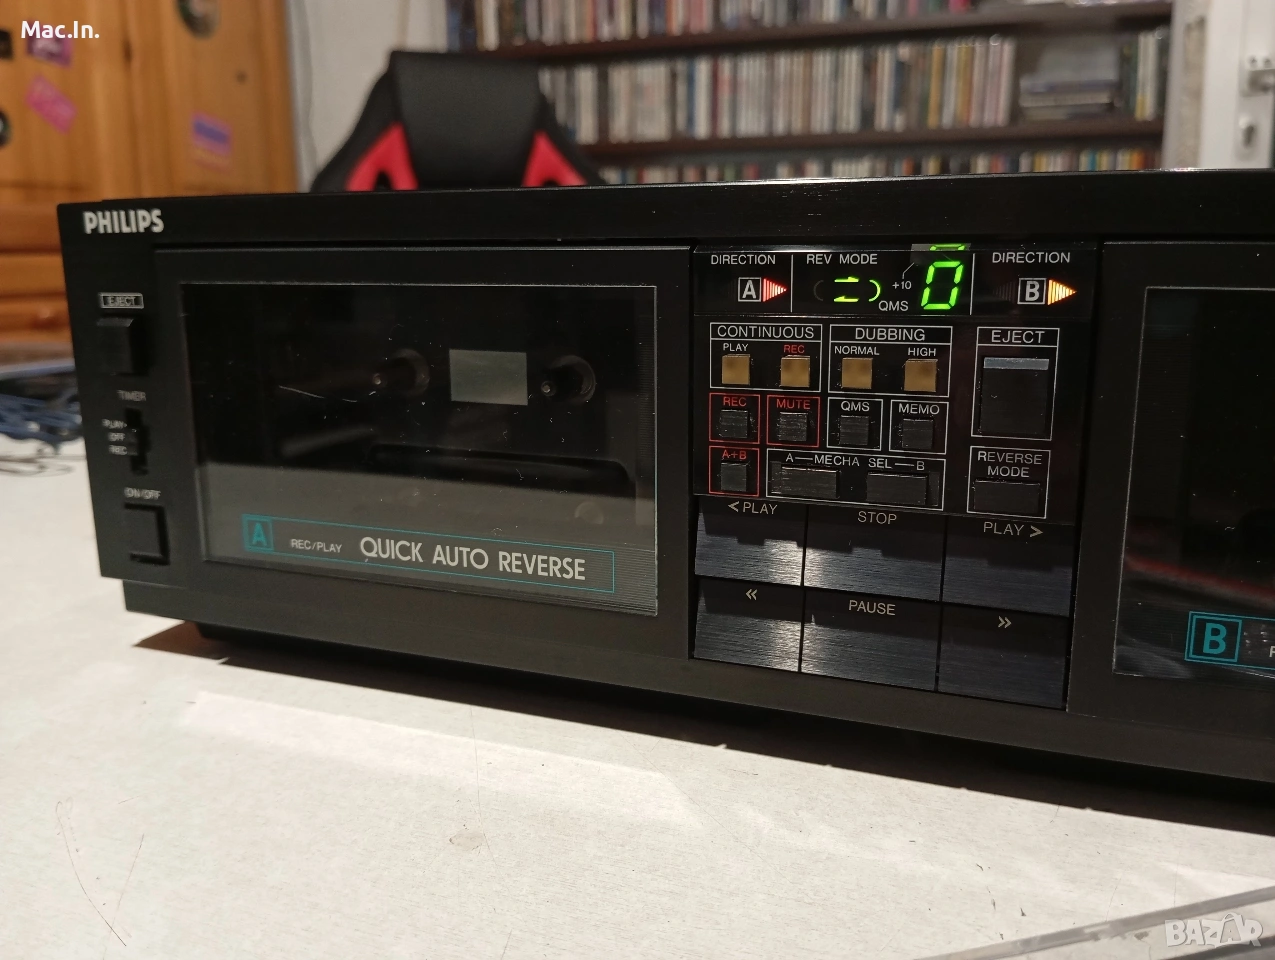 Mac.In.
PHILIPS
EJECT
TIMER
PLAY
OFF
REC
ON/OFF
A REC/PLAY QUICK AUTO REVERSE
DIRECTION
A
REV MODE
+10
QMS
0
DIRECTION
B
CONTINUOUS
PLAY REC
DUBBING
NORMAL HIGH
EJECT
REC MUTE QMS MEMO
A+B
A—MECHA SEL—B
REVERSE
MODE
< PLAY STOP PLAY >
« PAUSE »
B
BAZAR